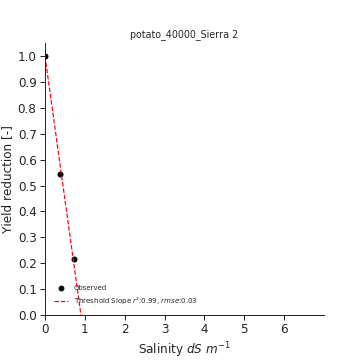 potato_40000_Sierra 2
Yield reduction [-]
1.0
0.9
0.8
0.7
0.6
0.5
0.4
0.3
0.2
0.1
0.0
Observed
Threshold Slope r²:0.99, rmse:0.03
0 1 2 3 4 5 6
Salinity dS m⁻¹